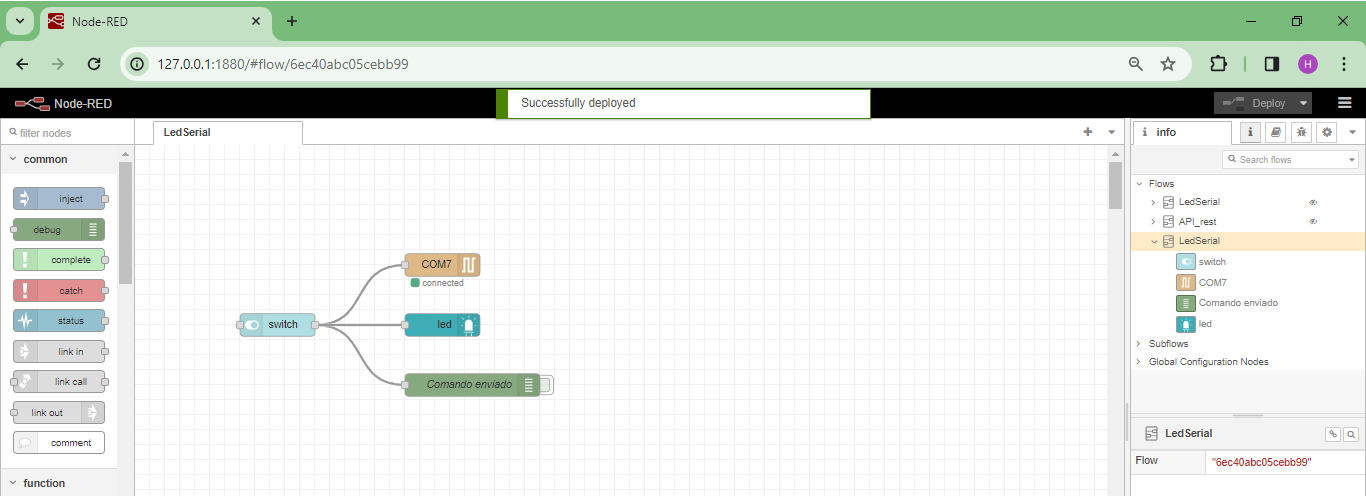 Node-RED
127.0.0.1:1880/#flow/6ec40abc05cebb99
H
Node-RED
Successfully deployed
Deploy
filter nodes
LedSerial
info
Search flows
common
inject
debug
complete
catch
status
link in
link call
link out
comment
function
COM7
connected
switch
led
Comando enviado
Flows
LedSerial
API_rest
LedSerial
switch
COM7
Comando enviado
led
Subflows
Global Configuration Nodes
LedSerial
Flow "6ec40abc05cebb99"